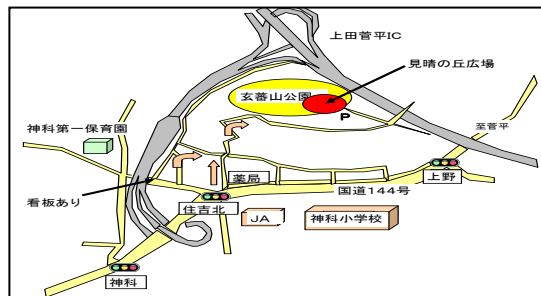 上田菅平IC
見晴の丘広場
玄蕃山公園
P
至菅平
神科第一保育園
薬局
上野
国道144号
看板あり
住吉北
JA
神科小学校
神科